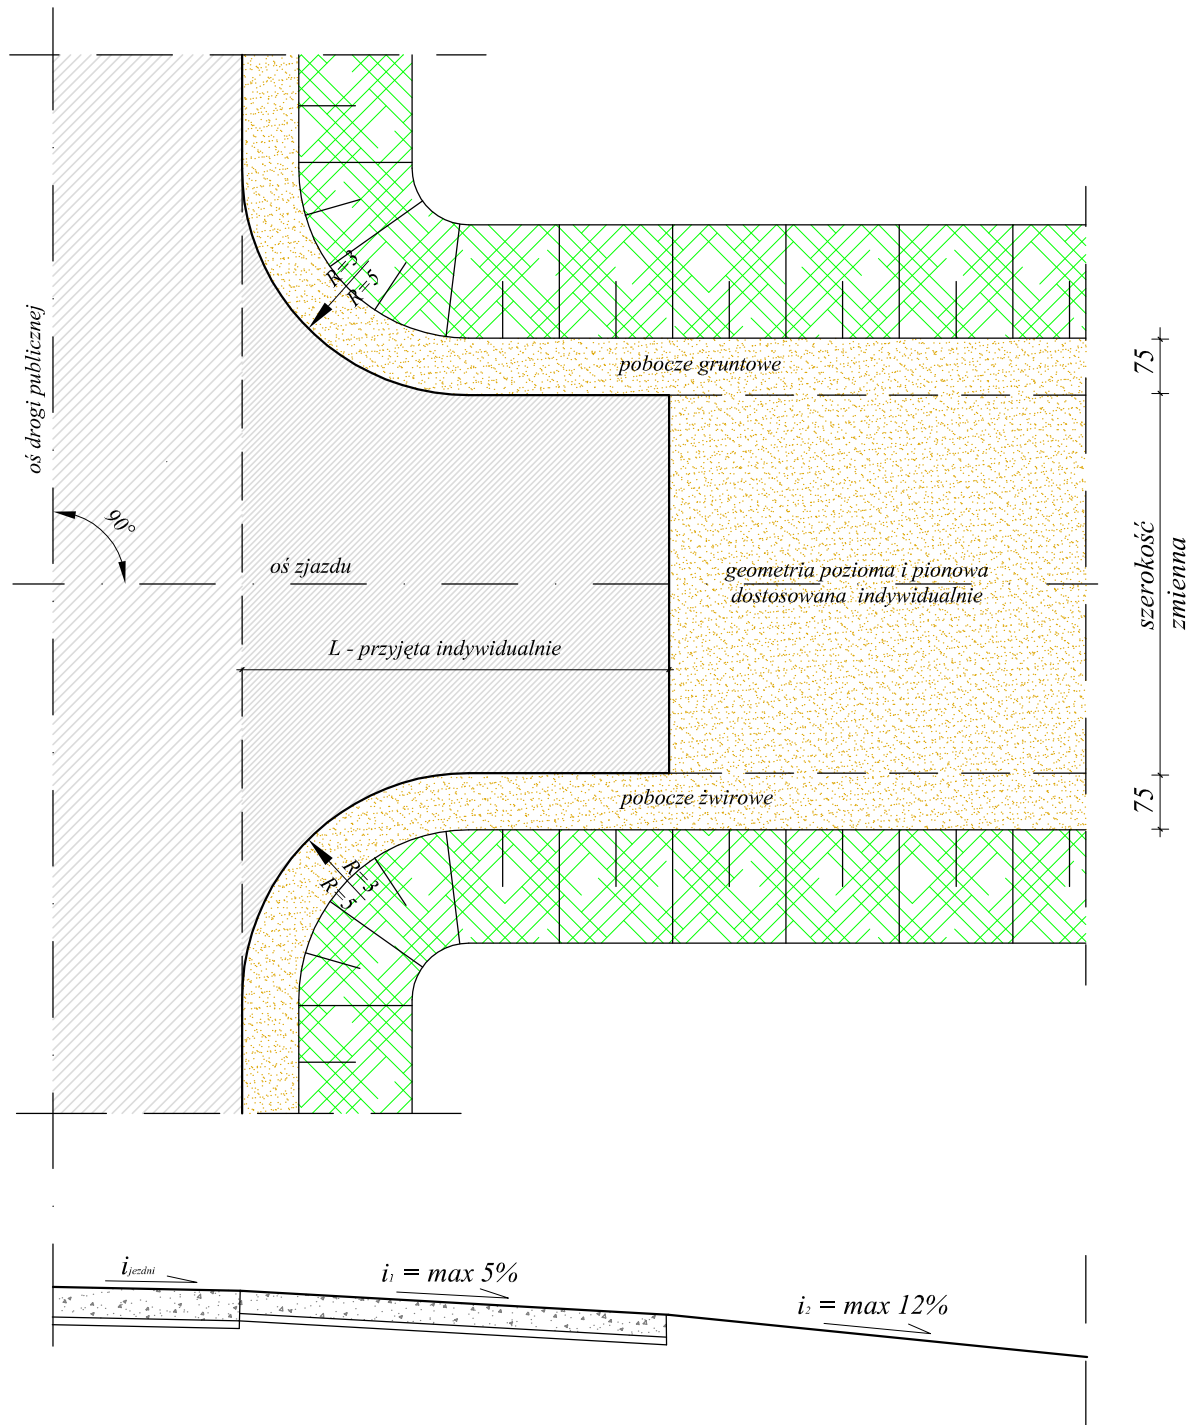 R=3
R=5
oś drogi publicznej
pobocze gruntowe
75
90°
oś zjazdu
geometria pozioma i pionowa
dostosowana indywidualnie
szerokość
zmienna
L - przyjęta indywidualnie
pobocze żwirowe
75
R=3
R=5
i jezdni
i₁ = max 5%
i₂ = max 12%